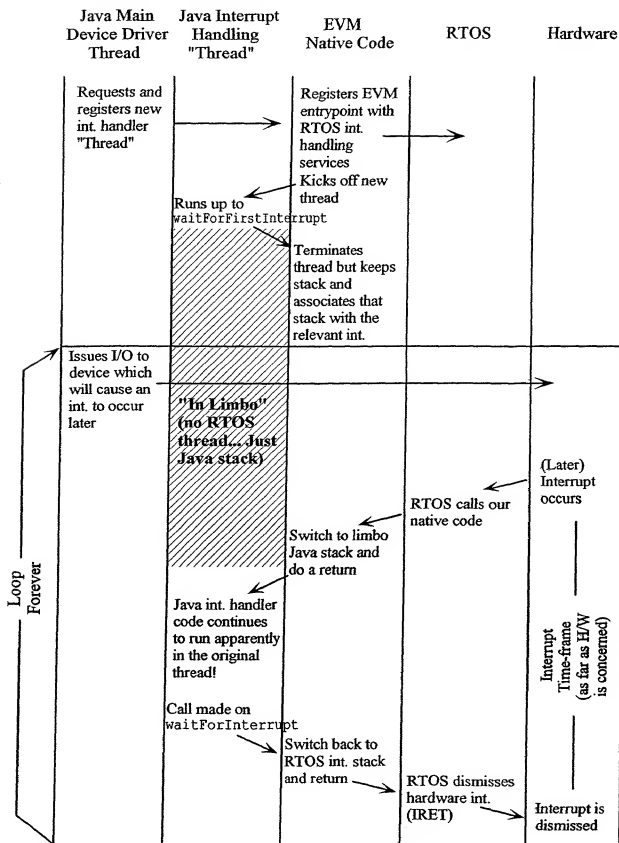 Java Main
Device Driver
Thread
Java Interrupt
Handling
"Thread"
EVM
Native Code
RTOS
Hardware
Requests and
registers new
int. handler
"Thread"
Registers EVM
entrypoint with
RTOS int.
handling
services
Kicks off new
thread
Runs up to
waitForFirstInterrupt
Terminates
thread but keeps
stack and
associates that
stack with the
relevant int.
Issues I/O to
device which
will cause an
int. to occur
later
"In Limbo"
(no RTOS
thread... Just
Java stack)
(Later)
Interrupt
occurs
RTOS calls our
native code
Switch to limbo
Java stack and
do a return
Java int. handler
code continues
to run apparently
in the original
thread!
Loop
Forever
Interrupt
Time-frame
(as far as H/W
is concerned)
Call made on
waitForInterrupt
Switch back to
RTOS int. stack
and return
RTOS dismisses
hardware int.
(IRET)
Interrupt is
dismissed